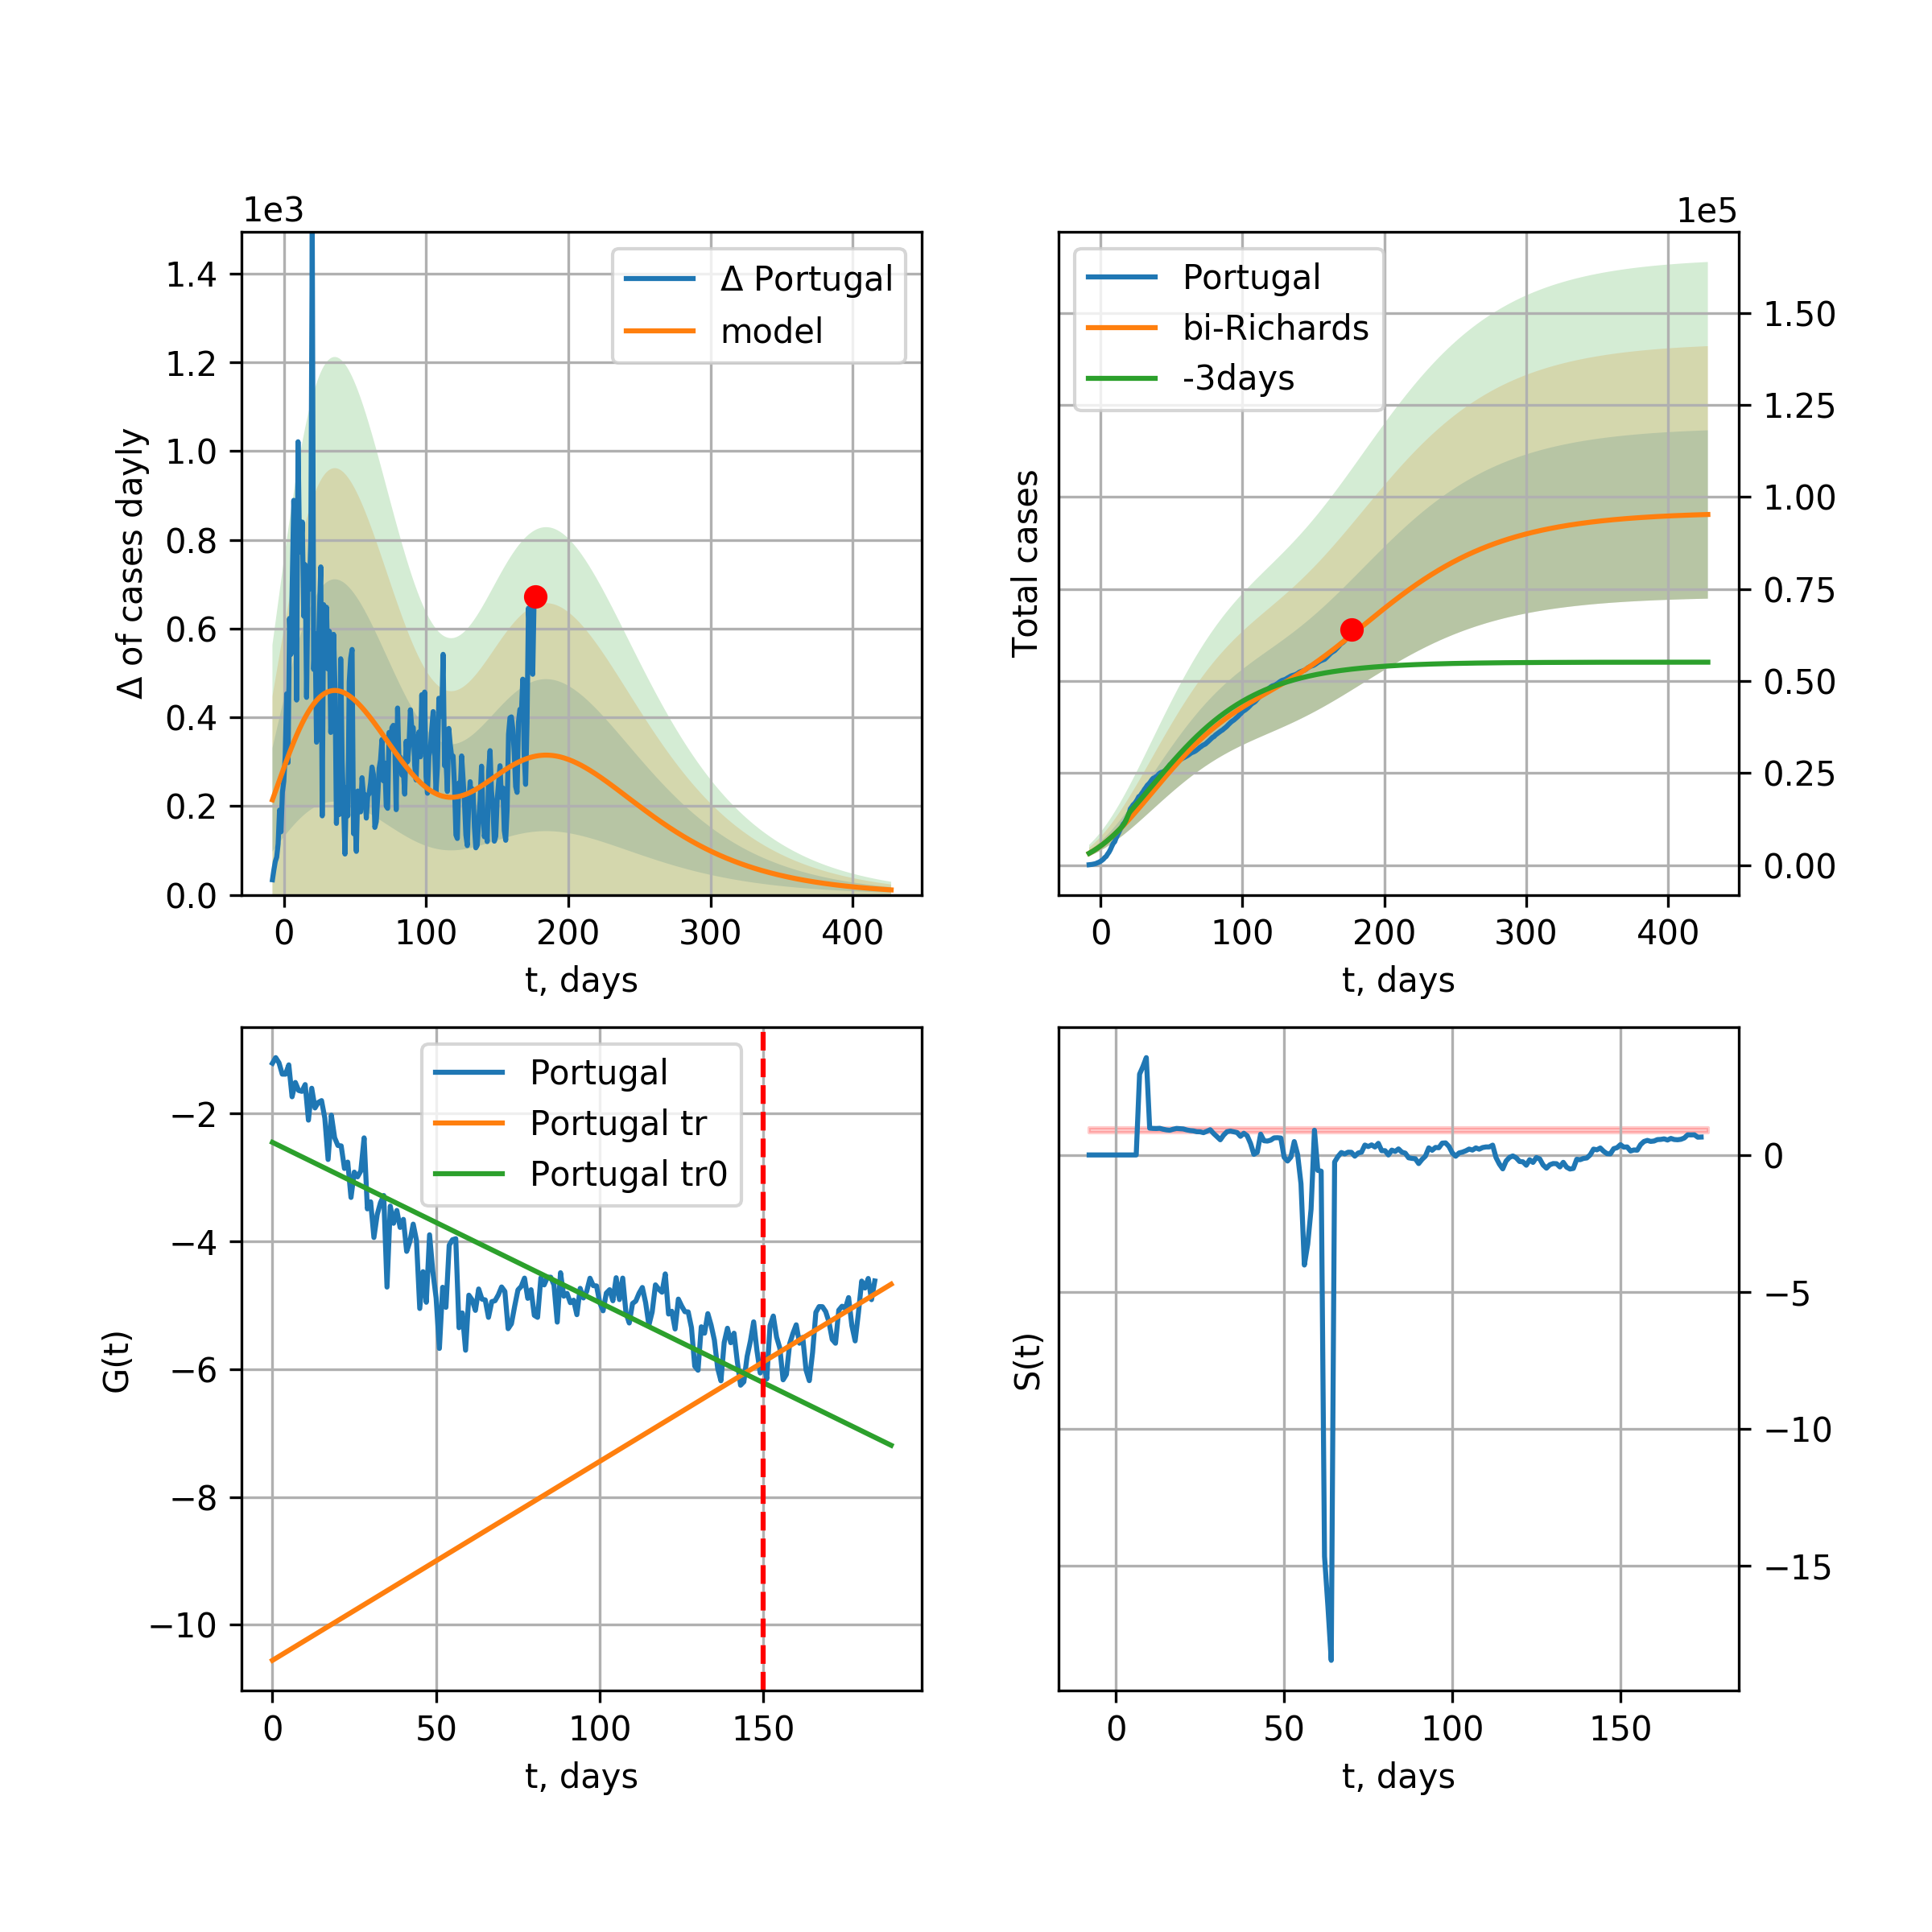 1e3
Δ of cases dayly
1.4
1.2
1.0
0.8
0.6
0.4
0.2
0.0
Δ Portugal
model
0 100 200 300 400
t, days
1e5
Total cases
Portugal
bi-Richards
-3days
1.50
1.25
1.00
0.75
0.50
0.25
0.00
0 100 200 300 400
t, days
G(t)
−2
−4
−6
−8
−10
Portugal
Portugal tr
Portugal tr0
0 50 100 150
t, days
S(t)
0
−5
−10
−15
0 50 100 150
t, days